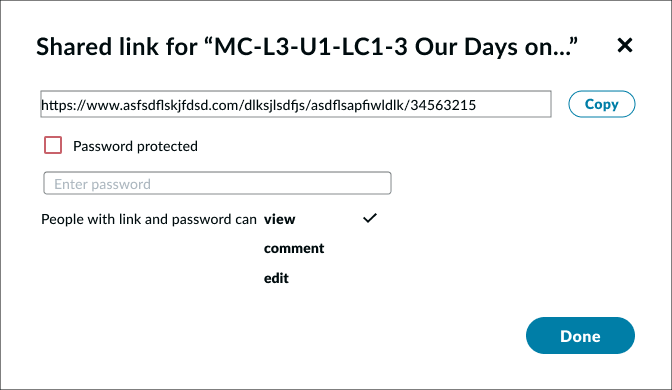 Shared link for “MC-L3-U1-LC1-3 Our Days on...”
https://www.asfsdflskjfdsd.com/dlksjlsdfjs/asdflsapfiwldlk/34563215 Copy
Password protected
Enter password
People with link and password can view
comment
edit
Done